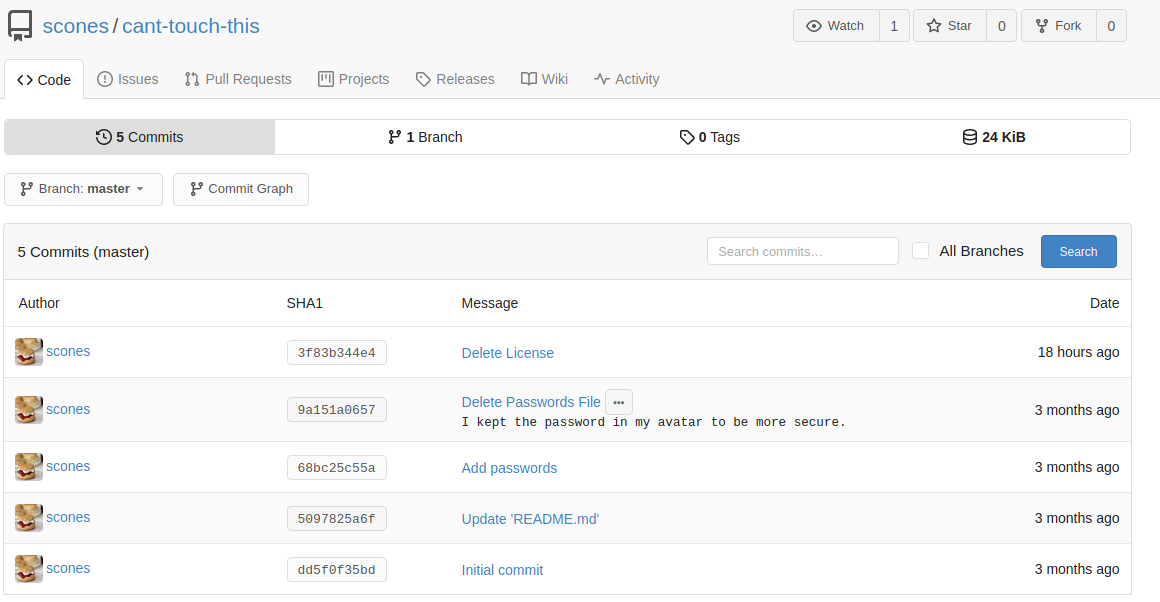 scones / cant-touch-this
Watch 1 Star 0 Fork 0
Code Issues Pull Requests Projects Releases Wiki Activity
5 Commits 1 Branch 0 Tags 24 KiB
Branch: master Commit Graph
5 Commits (master) Search commits... All Branches Search
Author SHA1 Message Date
scones 3f83b344e4 Delete License 18 hours ago
scones 9a151a0657 Delete Passwords File ... 3 months ago
I kept the password in my avatar to be more secure.
scones 68bc25c55a Add passwords 3 months ago
scones 5097825a6f Update 'README.md' 3 months ago
scones dd5f0f35bd Initial commit 3 months ago